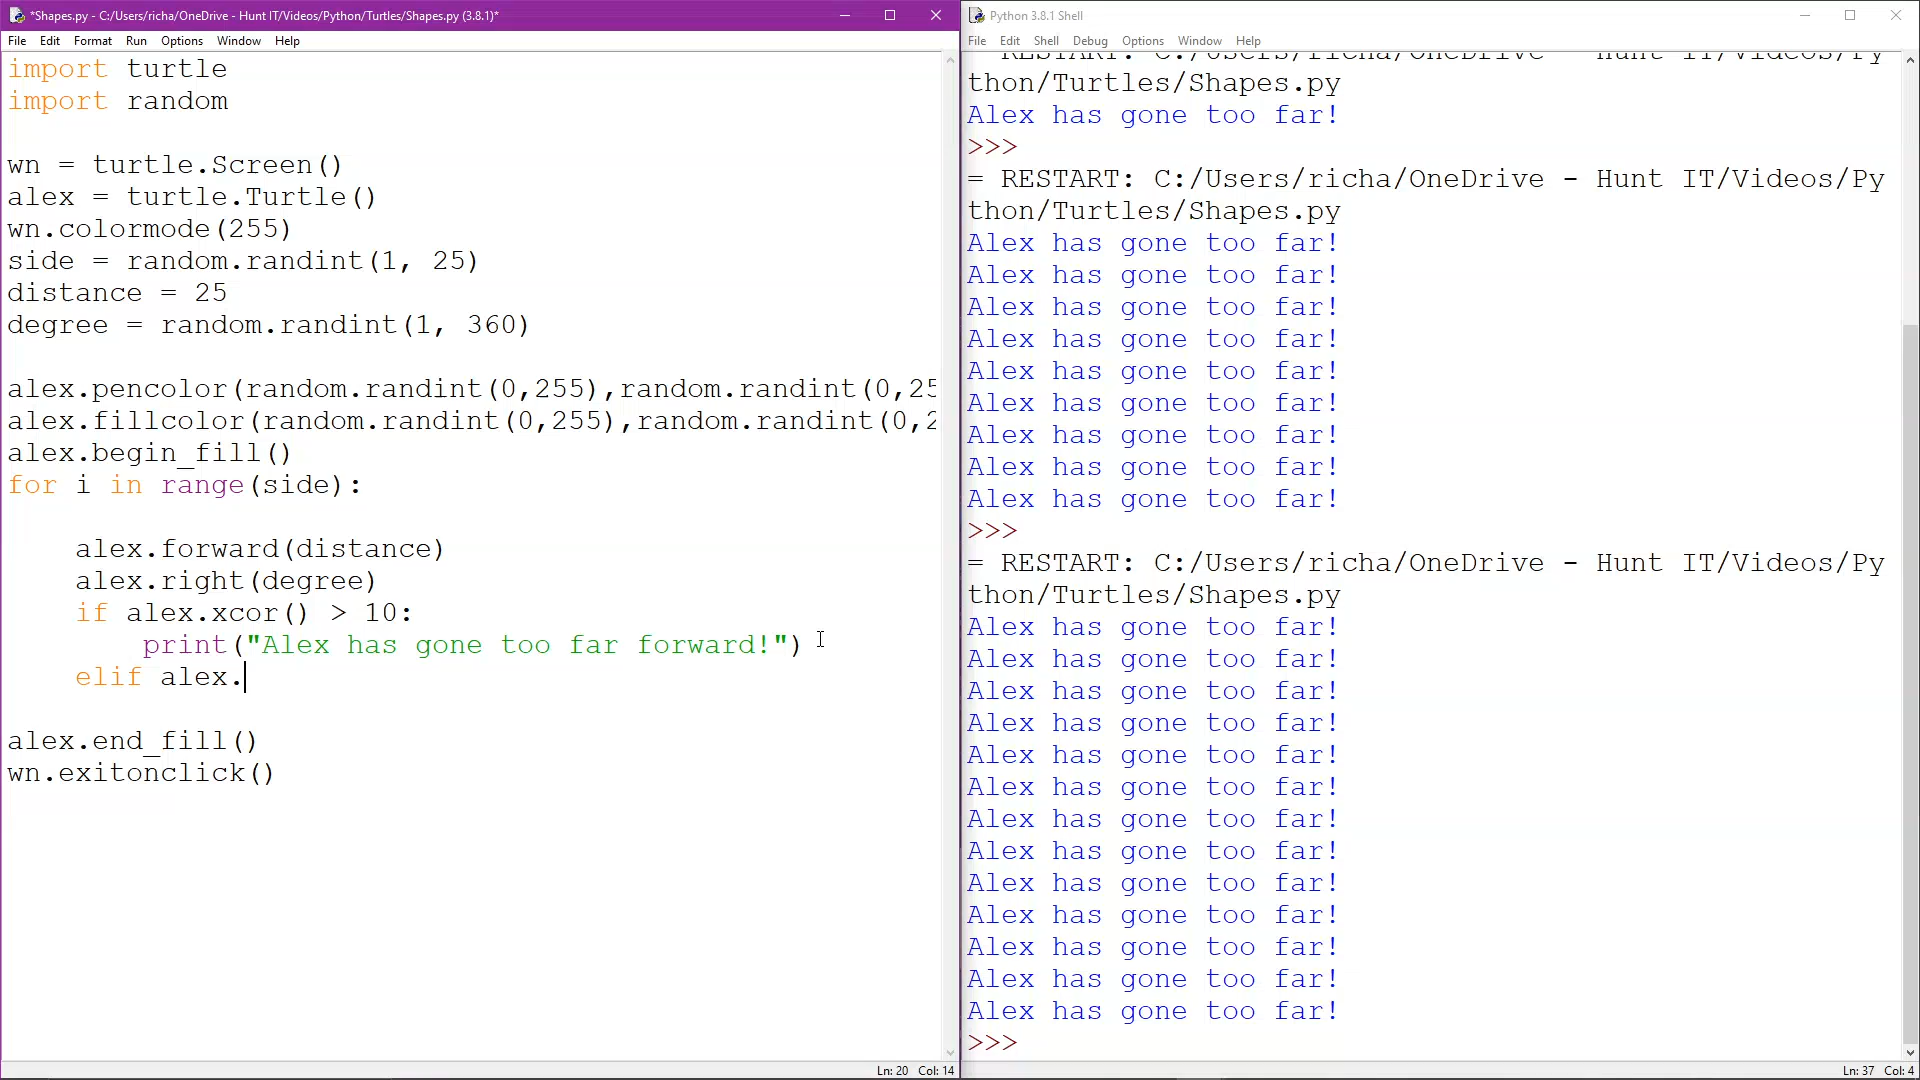 *Shapes.py - C:/Users/richa/OneDrive - Hunt IT/Videos/Python/Turtles/Shapes.py (3.8.1)*
File Edit Format Run Options Window Help
import turtle
import random
wn = turtle.Screen()
alex = turtle.Turtle()
wn.colormode(255)
side = random.randint(1, 25)
distance = 25
degree = random.randint(1, 360)
alex.pencolor(random.randint(0,255),random.randint(0,25
alex.fillcolor(random.randint(0,255),random.randint(0,2
alex.begin_fill()
for i in range(side):
alex.forward(distance)
alex.right(degree)
if alex.xcor() > 10:
print("Alex has gone too far forward!")
elif alex.
alex.end_fill()
wn.exitonclick()
Ln: 20 Col: 14
Python 3.8.1 Shell
File Edit Shell Debug Options Window Help
RESTART: C:/Users/richa/OneDrive - Hunt IT/Videos/Py
thon/Turtles/Shapes.py
Alex has gone too far!
>>>
= RESTART: C:/Users/richa/OneDrive - Hunt IT/Videos/Py
thon/Turtles/Shapes.py
Alex has gone too far!
Alex has gone too far!
Alex has gone too far!
Alex has gone too far!
Alex has gone too far!
Alex has gone too far!
Alex has gone too far!
Alex has gone too far!
Alex has gone too far!
>>>
= RESTART: C:/Users/richa/OneDrive - Hunt IT/Videos/Py
thon/Turtles/Shapes.py
Alex has gone too far!
Alex has gone too far!
Alex has gone too far!
Alex has gone too far!
Alex has gone too far!
Alex has gone too far!
Alex has gone too far!
Alex has gone too far!
Alex has gone too far!
Alex has gone too far!
Alex has gone too far!
Alex has gone too far!
Alex has gone too far!
>>>
Ln: 37 Col: 4